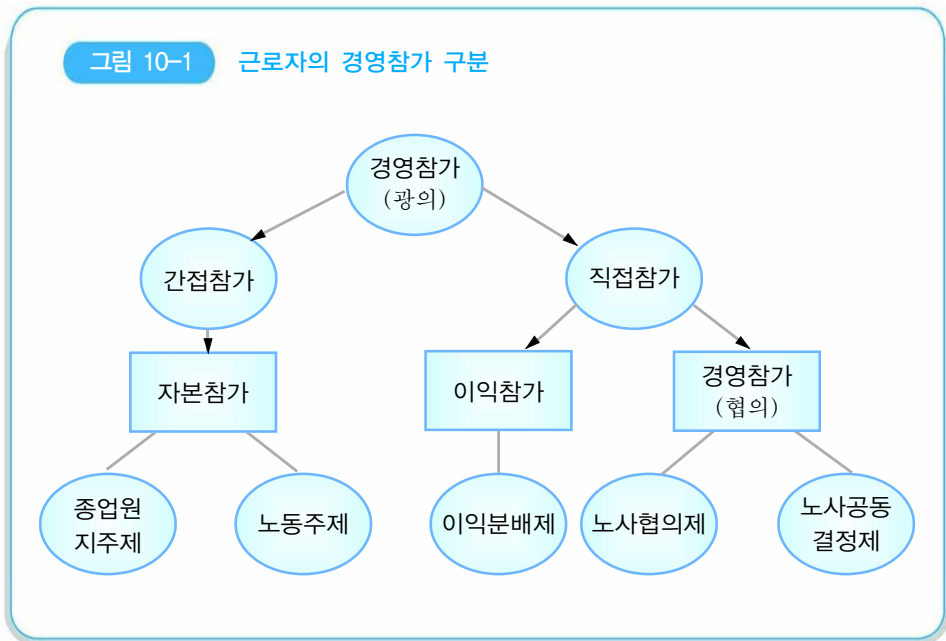 그림 10-1 근로자의 경영참가 구분
경영참가
(광의)
간접참가
직접참가
자본참가
이익참가
경영참가
(협의)
종업원
지주제
노동주제
이익분배제
노사협의제
노사공동
결정제